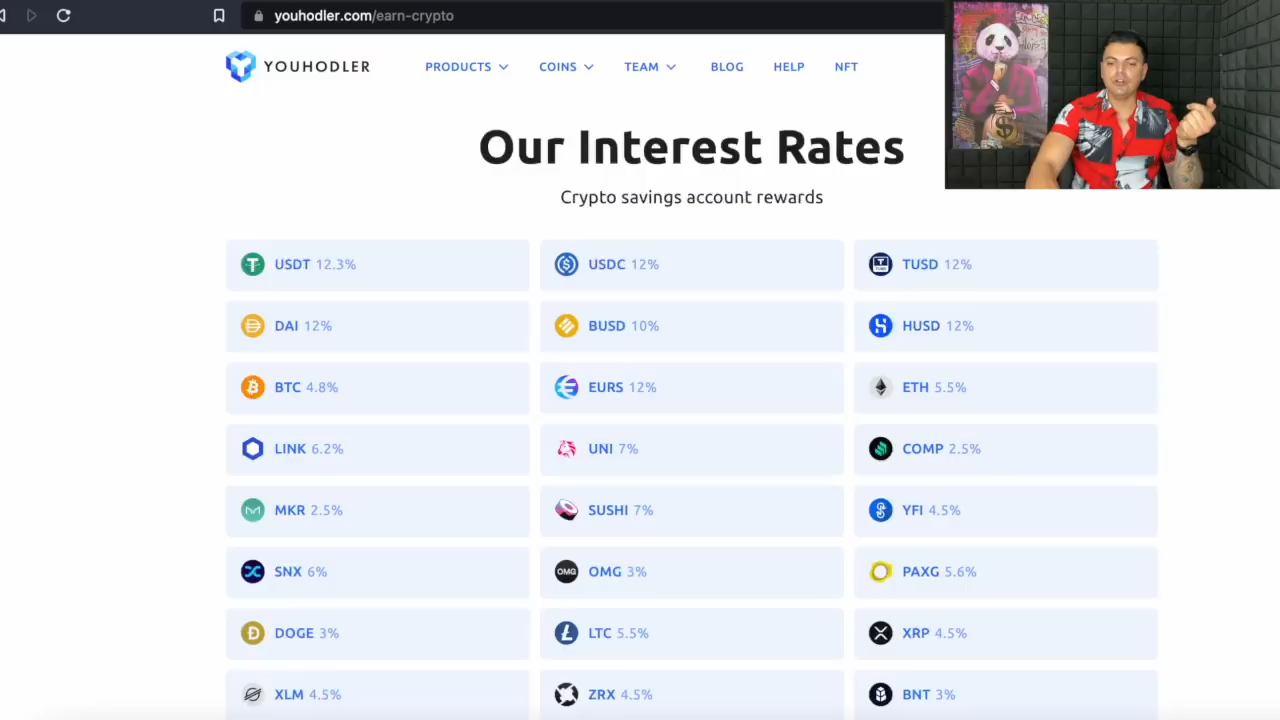 youhodler.com/earn-crypto
YOUHODLER
PRODUCTS
COINS
TEAM
BLOG
HELP
NFT
Our Interest Rates
Crypto savings account rewards
USDT 12.3%
USDC 12%
TUSD 12%
DAI 12%
BUSD 10%
HUSD 12%
BTC 4.8%
EURS 12%
ETH 5.5%
LINK 6.2%
UNI 7%
COMP 2.5%
MKR 2.5%
SUSHI 7%
YFI 4.5%
SNX 6%
OMG
OMG 3%
PAXG 5.6%
DOGE 3%
LTC 5.5%
XRP 4.5%
XLM 4.5%
ZRX 4.5%
BNT 3%